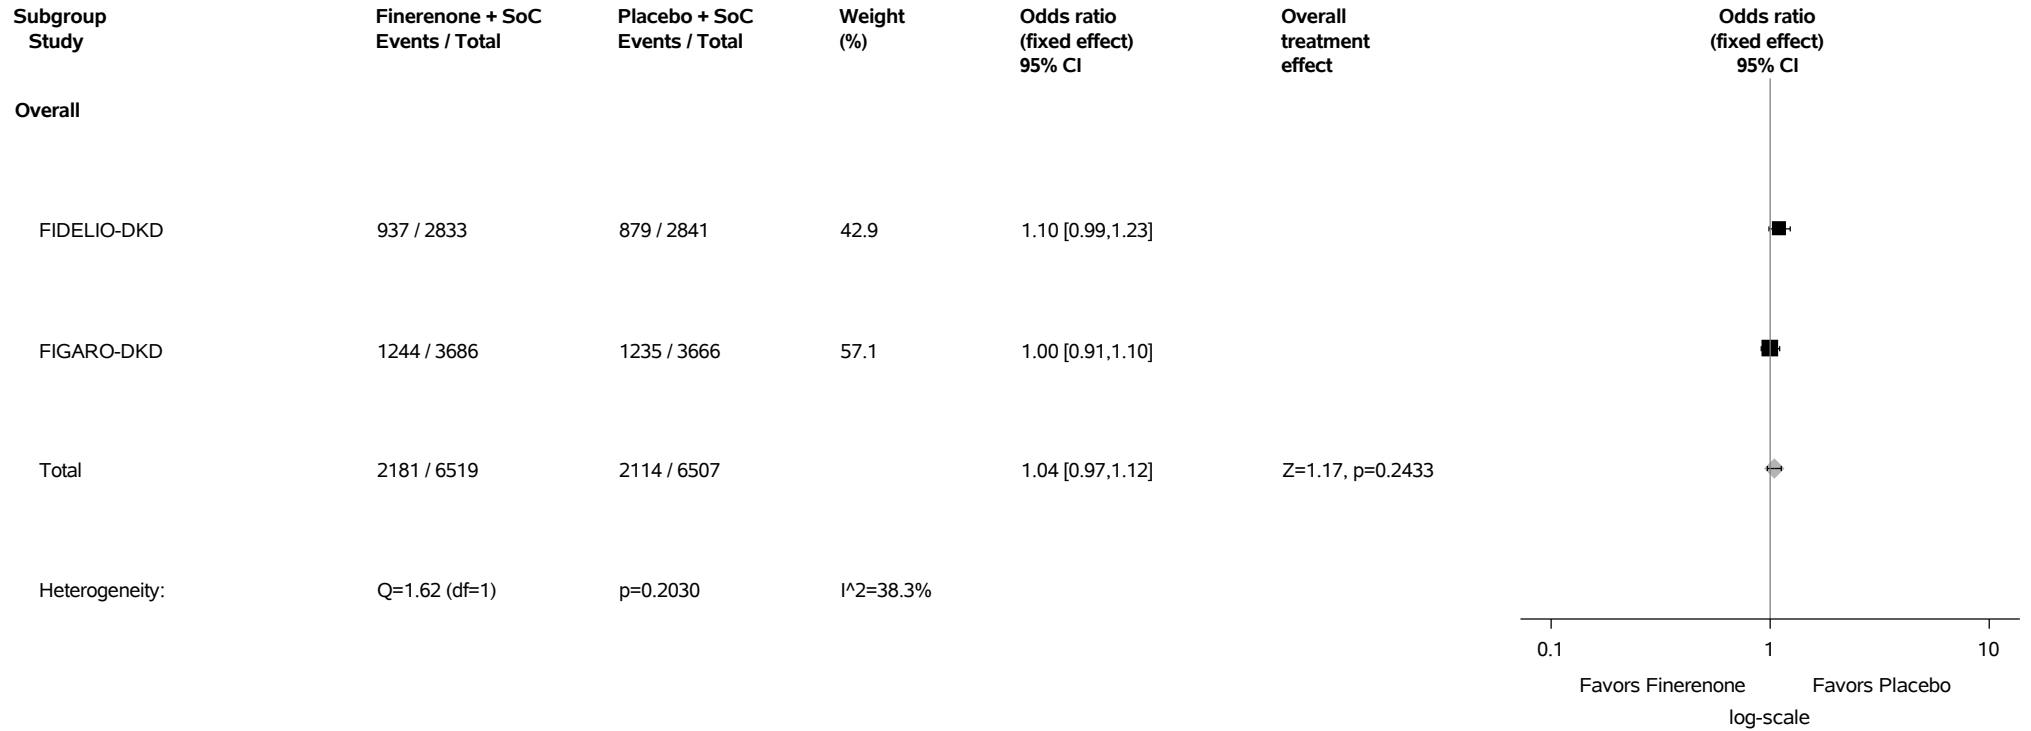 Subgroup Finerenone + SoC Placebo + SoC Weight Odds ratio Overall Odds ratio
Study Events / Total Events / Total (%) (fixed effect) treatment (fixed effect)
95% CI effect 95% CI
Overall
FIDELIO-DKD 937 / 2833 879 / 2841 42.9 1.10 [0.99,1.23]
FIGARO-DKD 1244 / 3686 1235 / 3666 57.1 1.00 [0.91,1.10]
Total 2181 / 6519 2114 / 6507 1.04 [0.97,1.12] Z=1.17, p=0.2433
Heterogeneity: Q=1.62 (df=1) p=0.2030 I^2=38.3%
0.1 1 10
Favors Finerenone Favors Placebo
log-scale